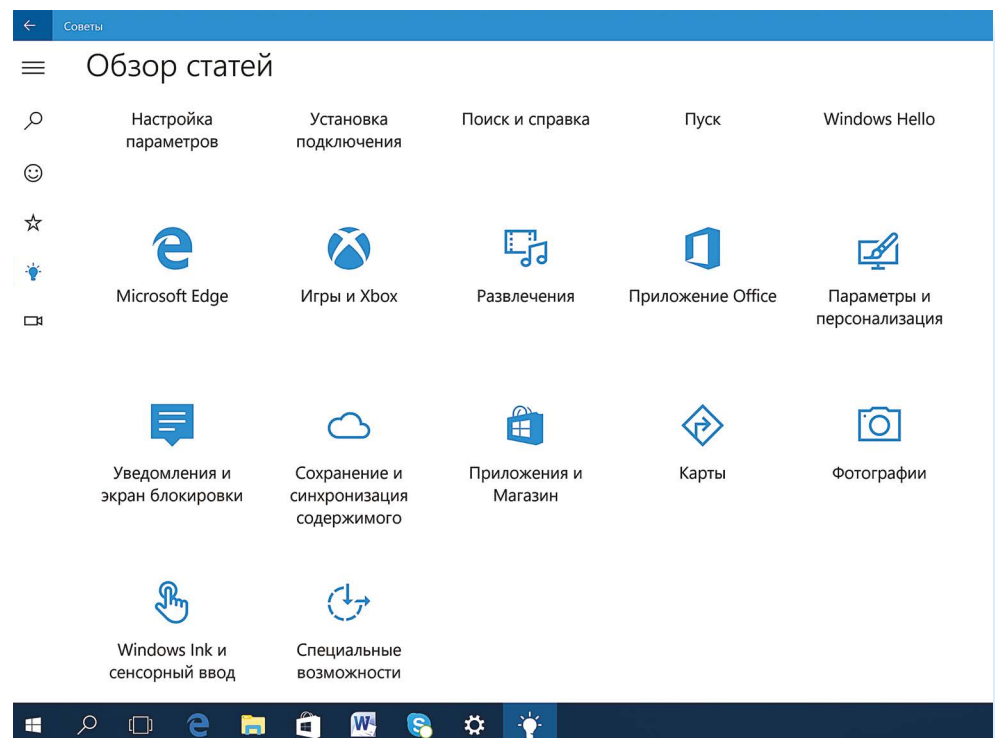 Советы
Обзор статей
Настройка параметров
Установка подключения
Поиск и справка
Пуск
Windows Hello
Microsoft Edge
Игры и Xbox
Развлечения
Приложение Office
Параметры и персонализация
Уведомления и экран блокировки
Сохранение и синхронизация содержимого
Приложения и Магазин
Карты
Фотографии
Windows Ink и сенсорный ввод
Специальные возможности